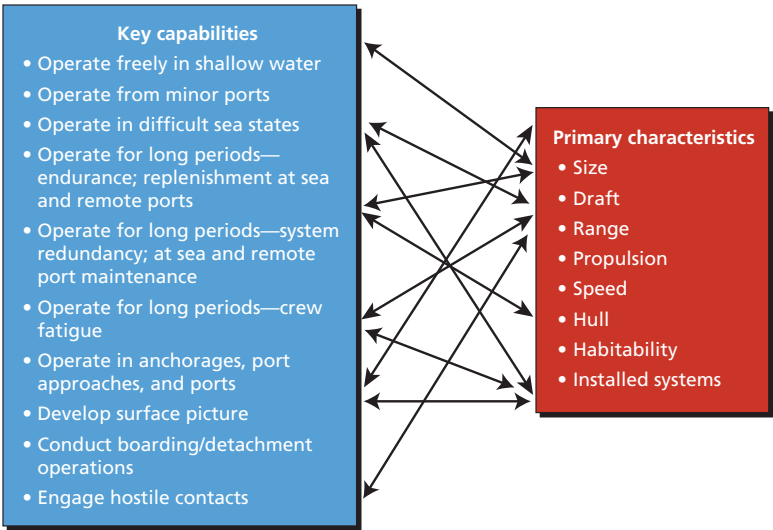 Key capabilities
• Operate freely in shallow water
• Operate from minor ports
• Operate in difficult sea states
• Operate for long periods—
endurance; replenishment at sea
and remote ports
• Operate for long periods—system
redundancy; at sea and remote
port maintenance
• Operate for long periods—crew
fatigue
• Operate in anchorages, port
approaches, and ports
• Develop surface picture
• Conduct boarding/detachment
operations
• Engage hostile contacts
Primary characteristics
• Size
• Draft
• Range
• Propulsion
• Speed
• Hull
• Habitability
• Installed systems